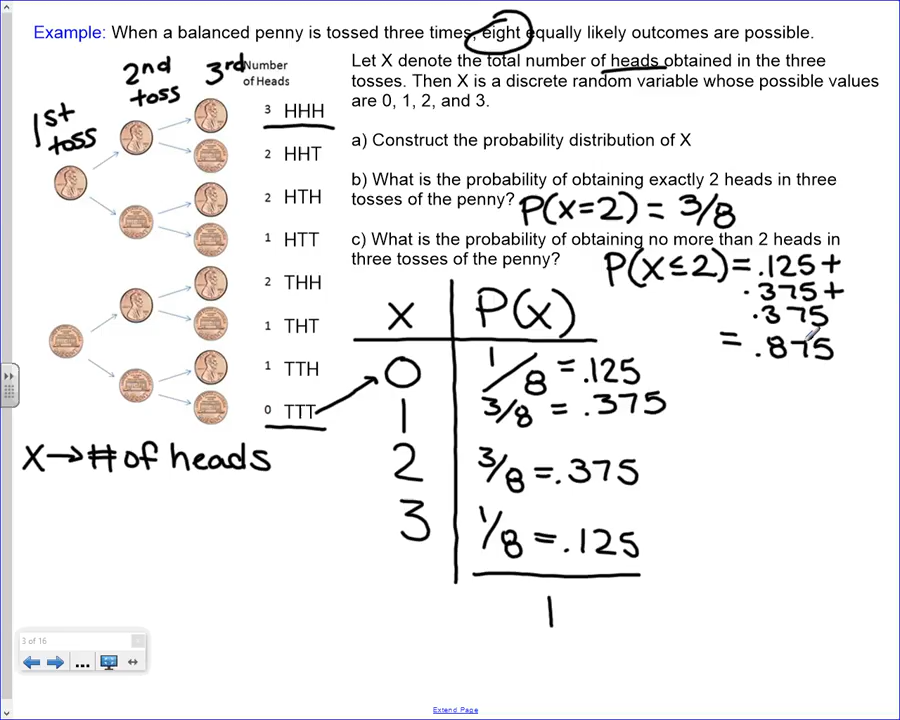 Example: When a balanced penny is tossed three times, eight equally likely outcomes are possible.
Let X denote the total number of heads obtained in the three
tosses. Then X is a discrete random variable whose possible values
are 0, 1, 2, and 3.
1st
toss
2nd
toss
3rd
Number
of Heads
3 HHH
2 HHT
2 HTH
1 HTT
2 THH
1 THT
1 TTH
0 TTT
X→# of heads
a) Construct the probability distribution of X
b) What is the probability of obtaining exactly 2 heads in three
tosses of the penny? P(x=2) = 3/8
c) What is the probability of obtaining no more than 2 heads in
three tosses of the penny? P(x≤2) = .125+
.375+
.375
= .875
x P(x)
0 1/8 = .125
1 3/8 = .375
2 3/8 = .375
3 1/8 = .125
1
3 of 16
...
Extend Page